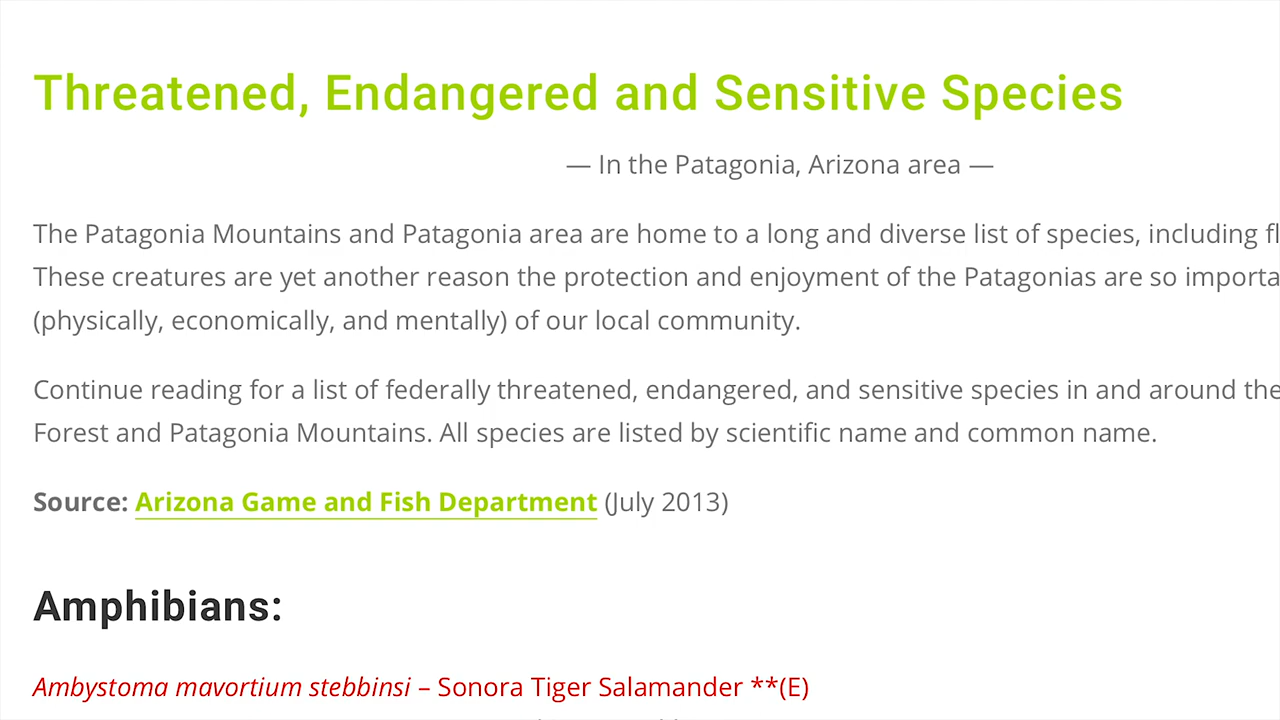 Threatened, Endangered and Sensitive Species
— In the Patagonia, Arizona area —
The Patagonia Mountains and Patagonia area are home to a long and diverse list of species, including
These creatures are yet another reason the protection and enjoyment of the Patagonias are so
(physically, economically, and mentally) of our local community.
Continue reading for a list of federally threatened, endangered, and sensitive species in and around the
Forest and Patagonia Mountains. All species are listed by scientific name and common name.
Source: Arizona Game and Fish Department (July 2013)
Amphibians:
Ambystoma mavortium stebbinsi – Sonora Tiger Salamander **(E)